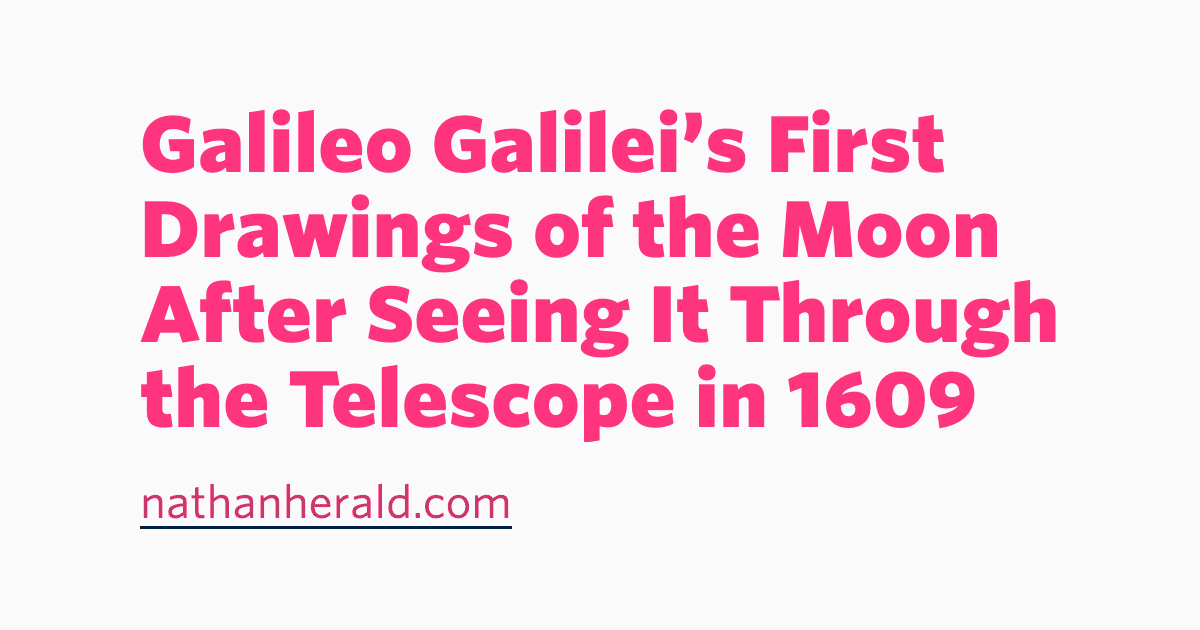 Galileo Galilei’s First
Drawings of the Moon
After Seeing It Through
the Telescope in 1609
nathanherald.com